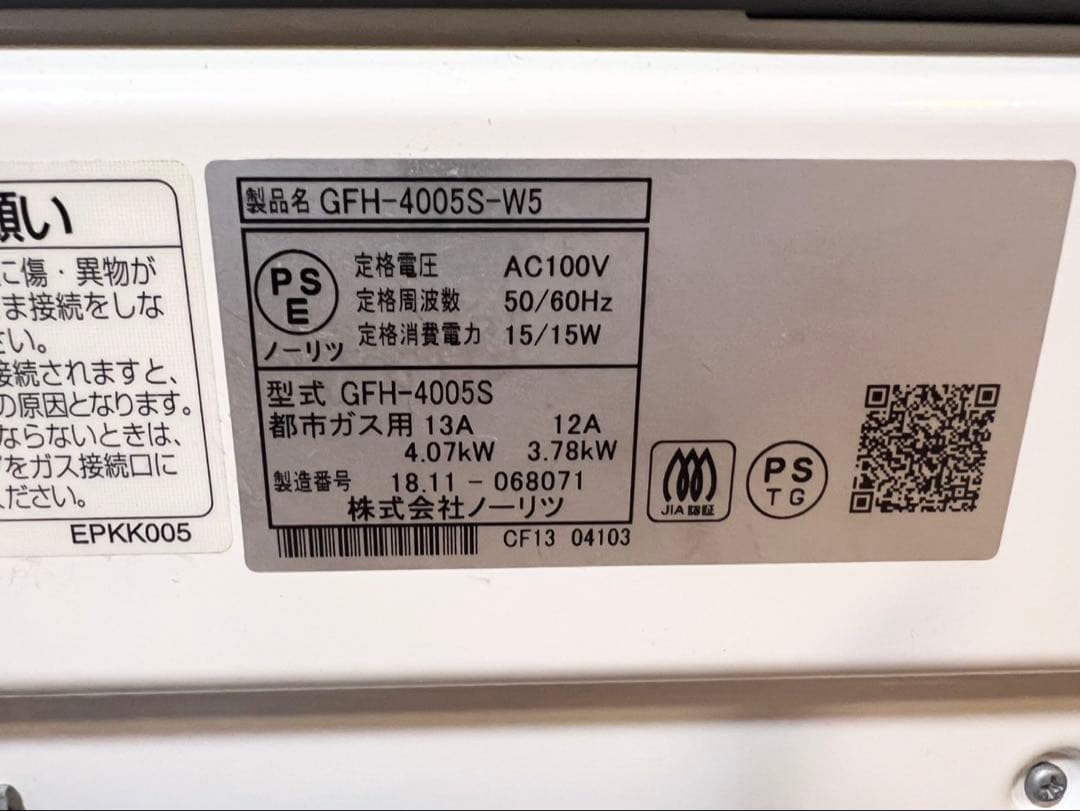 願い
に傷・異物が
ま接続をしな
さい。
接続されますと、
の原因となります。
ならないときは、
をガス接続口に
ください。
EPKK005
製品名 GFH-4005S-W5
PSE
ノーリツ
定格電圧 AC100V
定格周波数 50/60Hz
定格消費電力 15/15W
型式 GFH-4005S
都市ガス用 13A 12A
4.07kW 3.78kW
製造番号 18.11 - 068071
株式会社ノーリツ
CF13 04103
JIA 認証
PS
TG